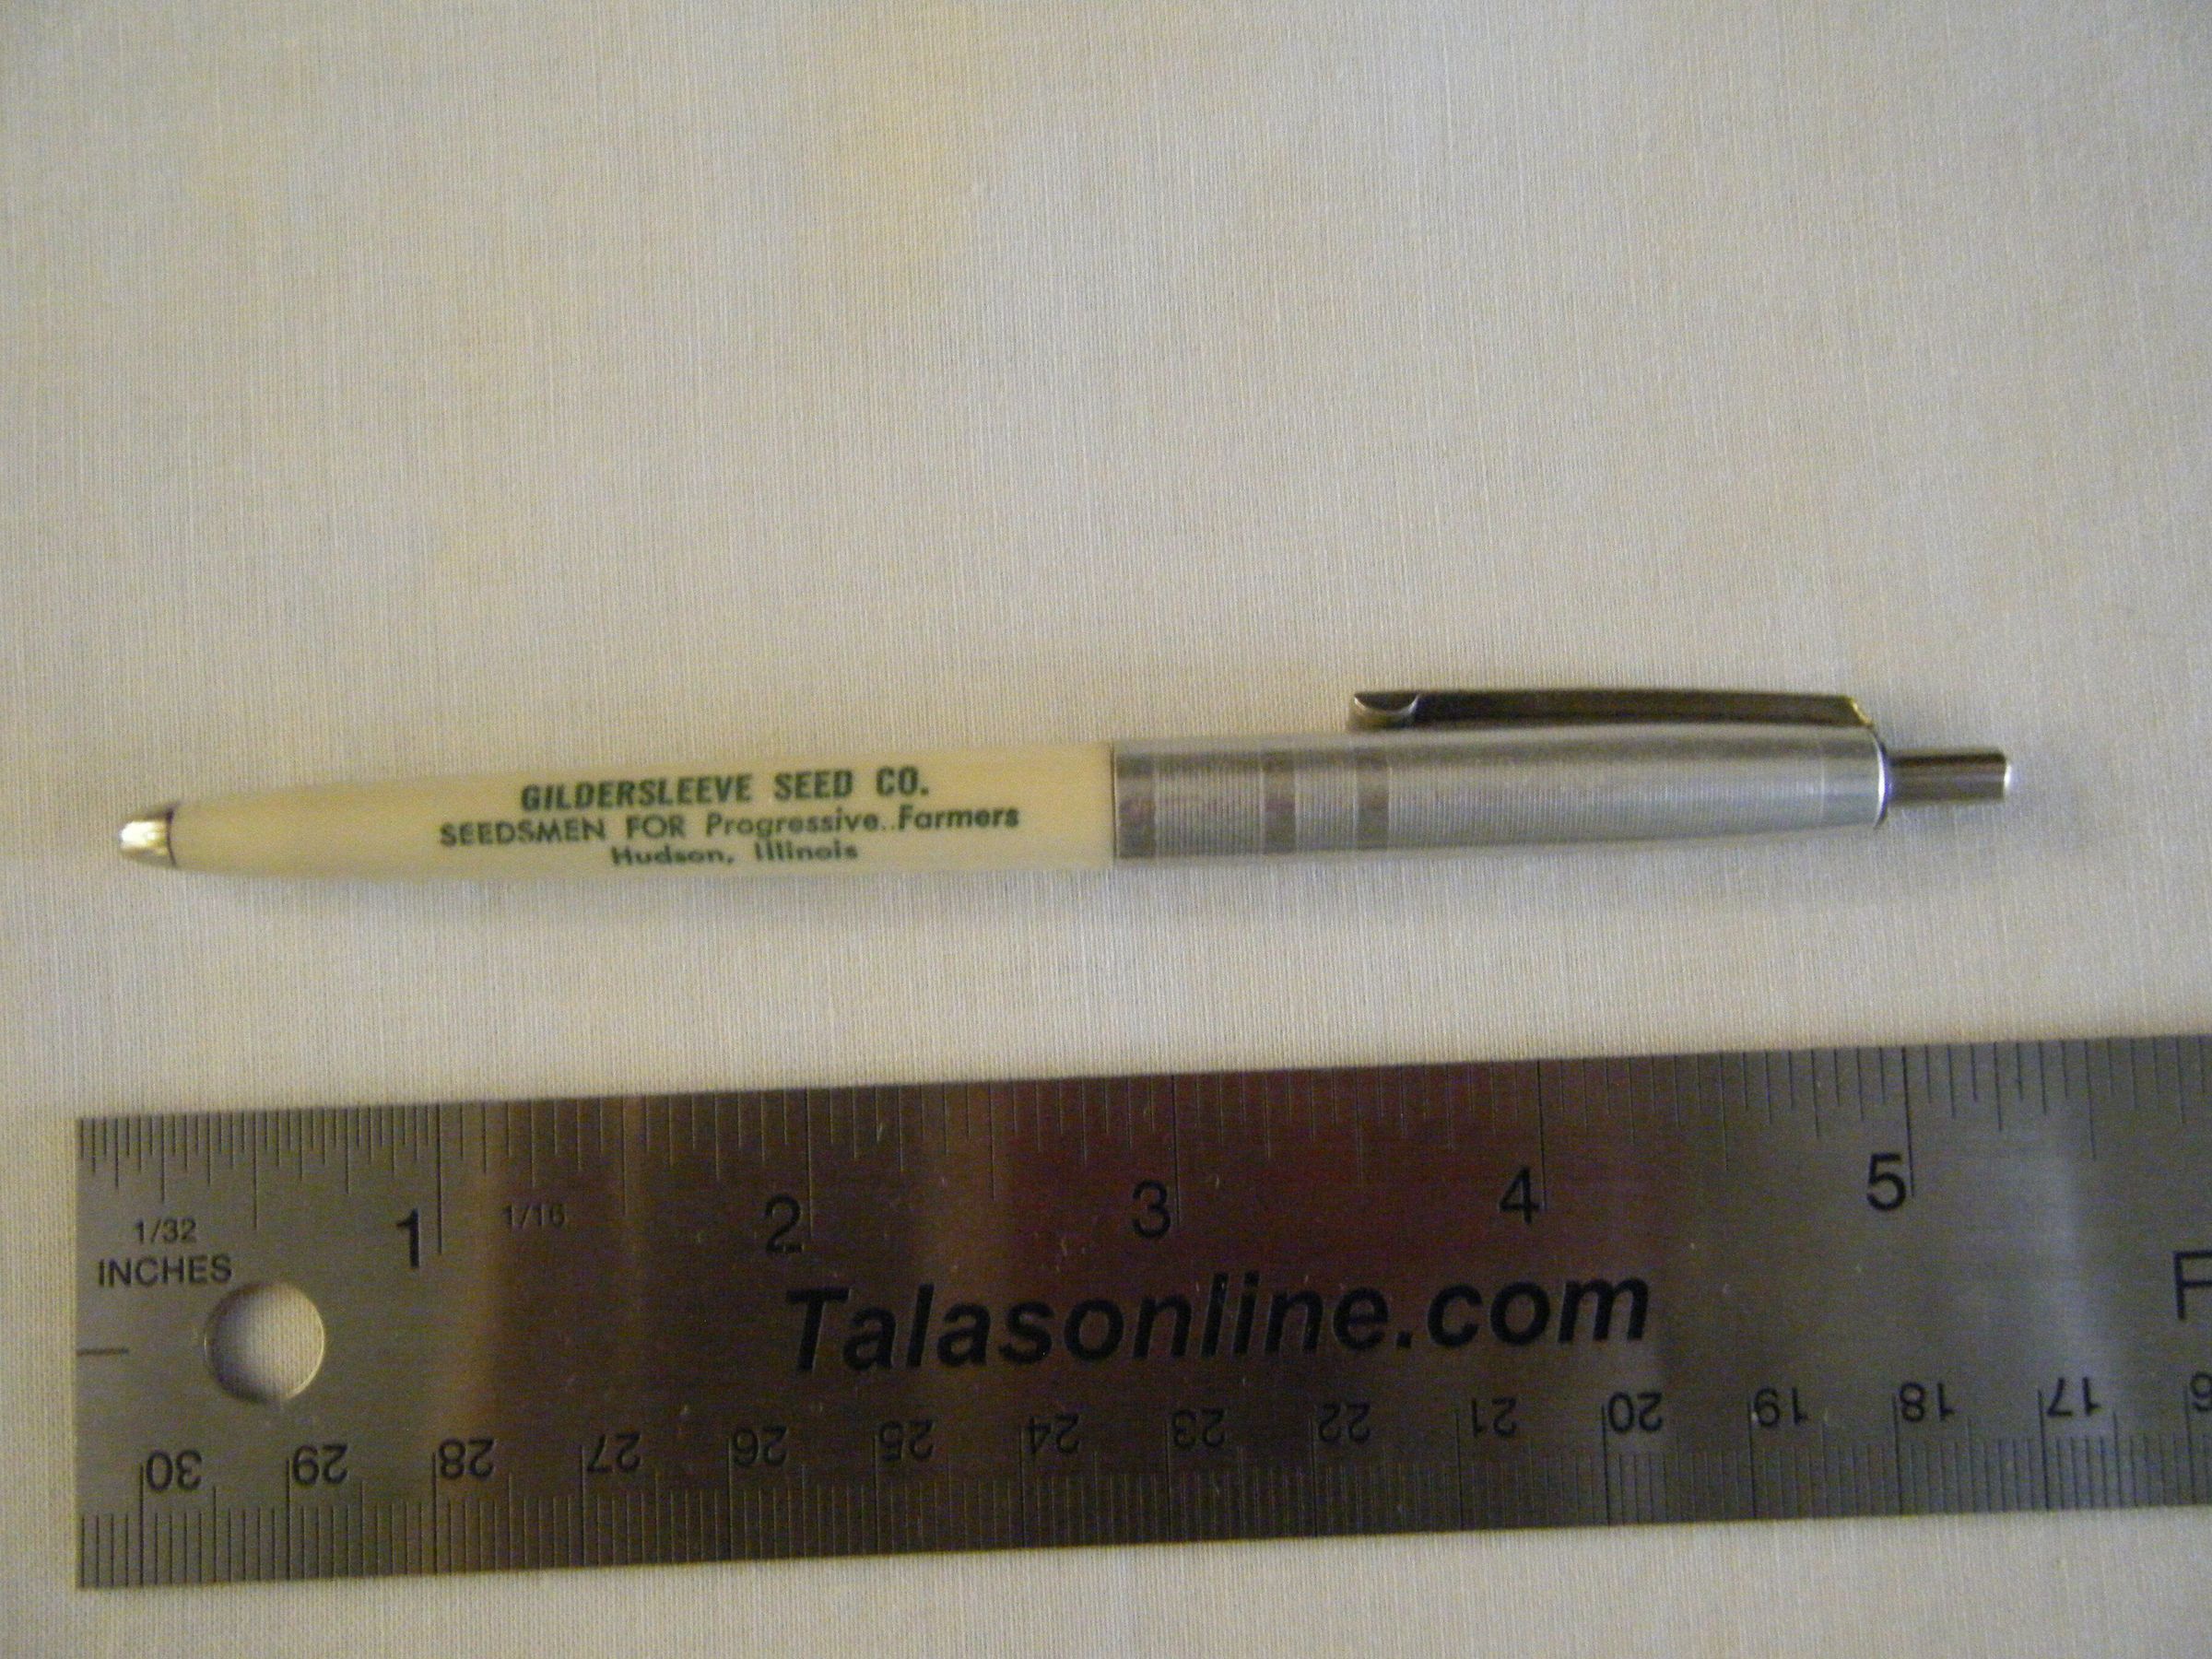 GILDERSLEEVE SEED CO.
SEEDSMEN FOR Progressive..Farmers
Hudson, Illinois
1 2 3 4 5
1/32 1/16
INCHES
Talasonline.com
30 29 28 27 26 25 24 23 22 21 20 19 18 17